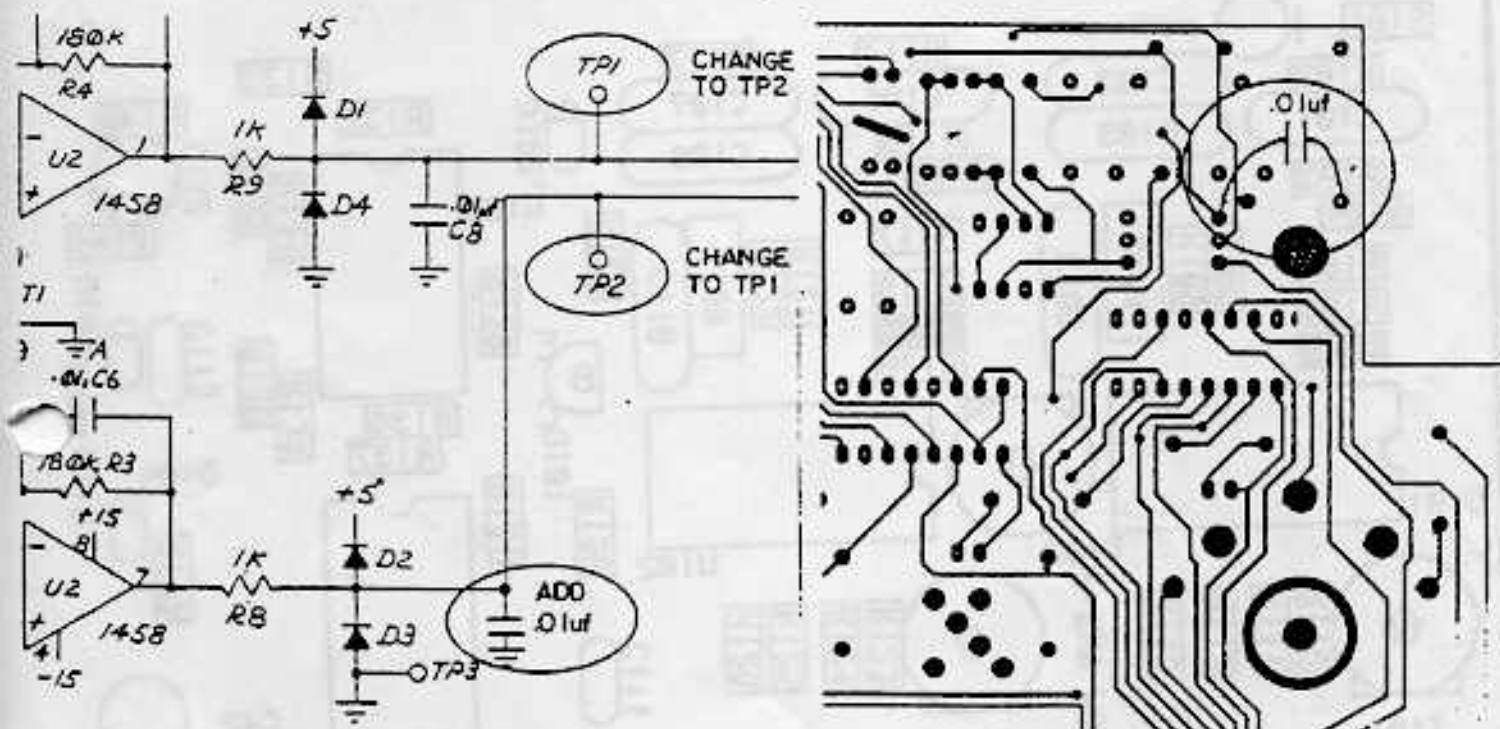 180K
R4
-
U2
+
1
1458
1K
R9
+5
D1
D4
.01uf
C8
TP1
CHANGE
TO TP2
TP2
CHANGE
TO TP1
T1
A
C6
180K R3
+15
8
-
U2
+
7
4
-15
1458
1K
R8
+5
D2
D3
TP3
ADD
.01uf
.01uf